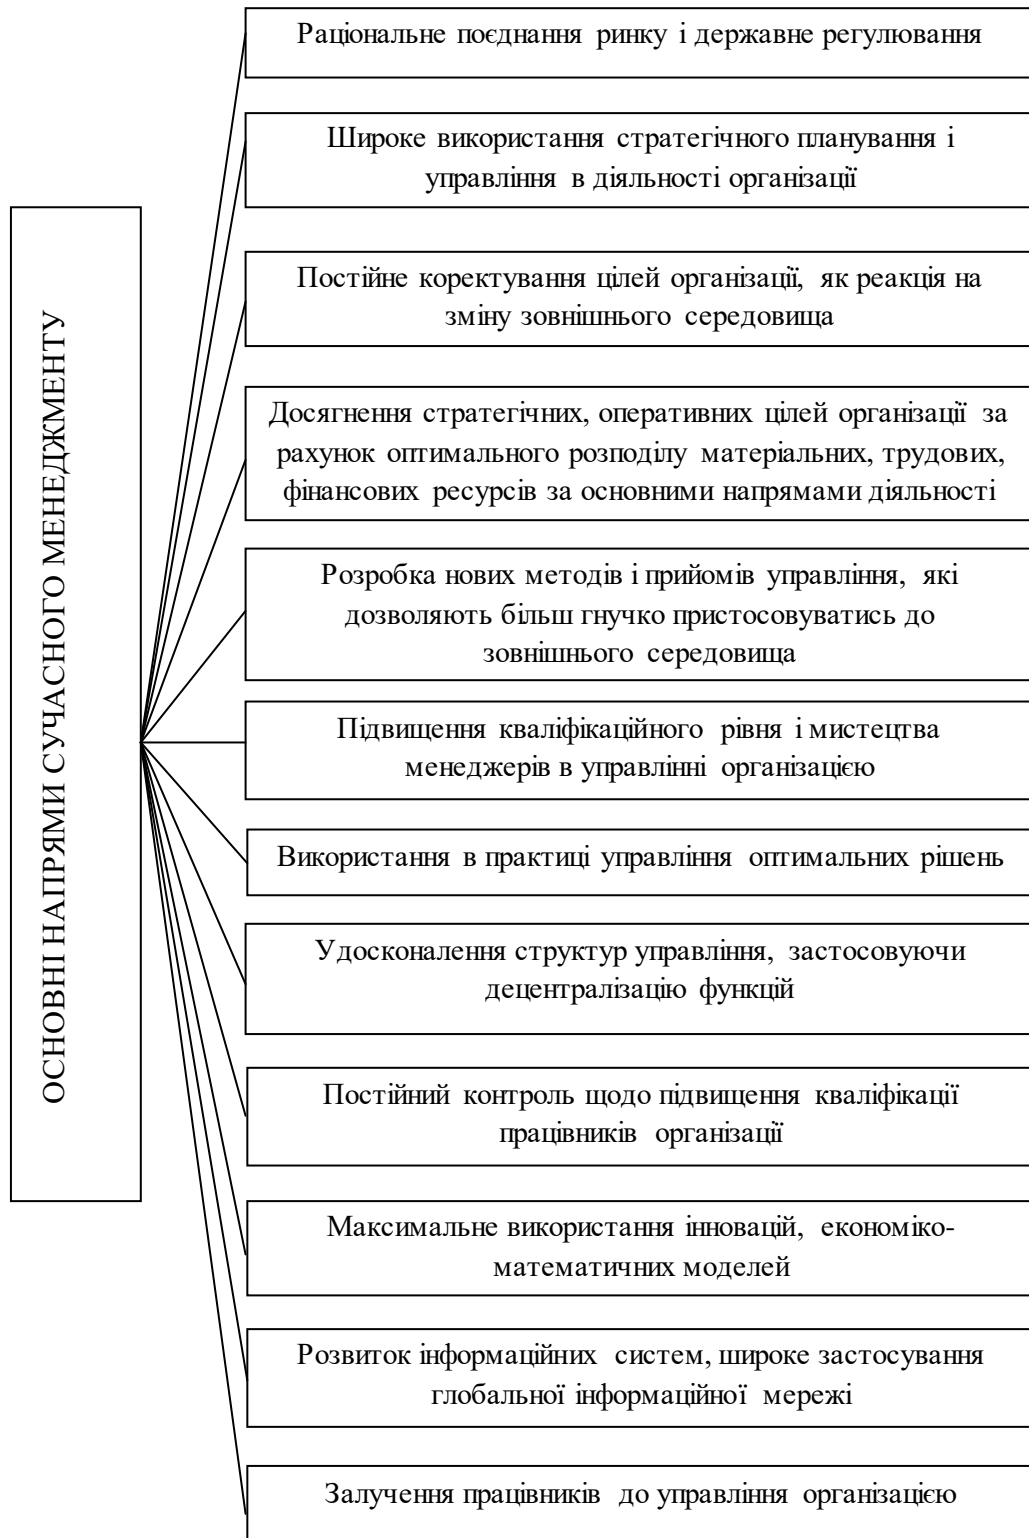 ОСНОВНІ НАПРЯМИ СУЧАСНОГО МЕНЕДЖМЕНТУ
Раціональне поєднання ринку і державне регулювання
Широке використання стратегічного планування і
управління в діяльності організації
Постійне коректування цілей організації, як реакція на
зміну зовнішнього середовища
Досягнення стратегічних, оперативних цілей організації за
рахунок оптимального розподілу матеріальних, трудових,
фінансових ресурсів за основними напрямами діяльності
Розробка нових методів і прийомів управління, які
дозволяють більш гнучко пристосовуватись до
зовнішнього середовища
Підвищення кваліфікаційного рівня і мистецтва
менеджерів в управлінні організацією
Використання в практиці управління оптимальних рішень
Удосконалення структур управління, застосовуючи
децентралізацію функцій
Постійний контроль щодо підвищення кваліфікації
працівників організації
Максимальне використання інновацій, економіко-
математичних моделей
Розвиток інформаційних систем, широке застосування
глобальної інформаційної мережі
Залучення працівників до управління організацією